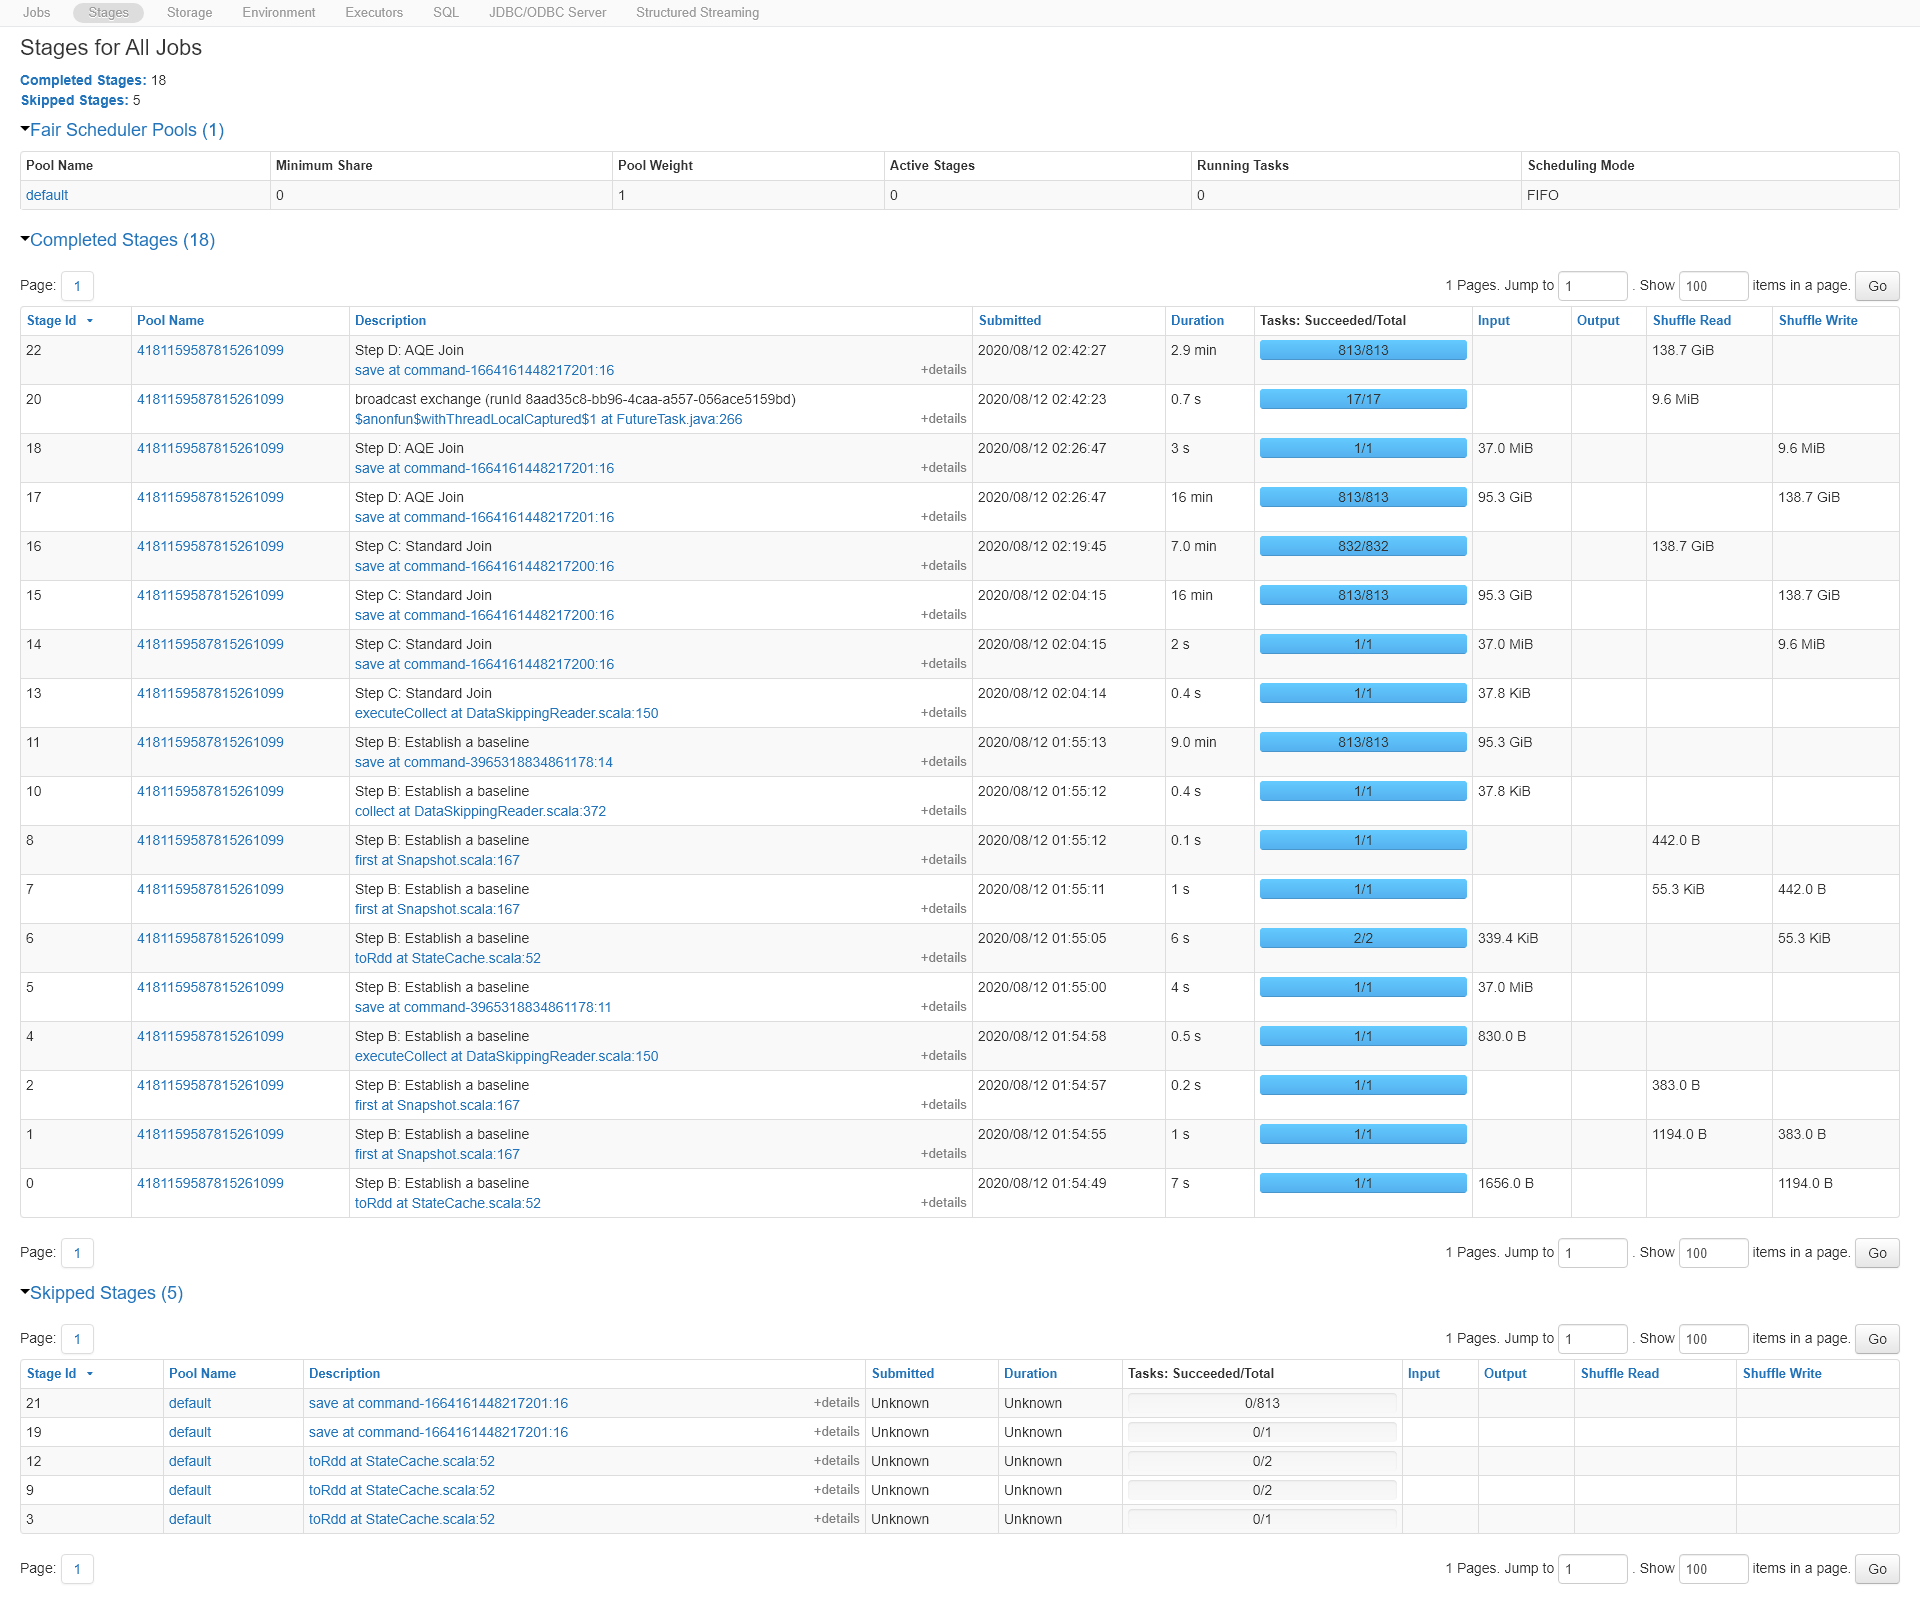 Jobs Stages Storage Environment Executors SQL JDBC/ODBC Server Structured Streaming
Stages for All Jobs
Completed Stages: 18
Skipped Stages: 5
Fair Scheduler Pools (1)
Pool Name Minimum Share Pool Weight Active Stages Running Tasks Scheduling Mode
default 0 1 0 0 FIFO
Completed Stages (18)
Page: 1 1 Pages. Jump to 1 . Show 100 items in a page. Go
Stage Id Pool Name Description Submitted Duration Tasks: Succeeded/Total Input Output Shuffle Read Shuffle Write
22 4181159587815261099 Step D: AQE Join 2020/08/12 02:42:27 2.9 min 813/813 138.7 GiB
save at command-1664161448217201:16 +details
20 4181159587815261099 broadcast exchange (runId 8aad35c8-bb96-4caa-a557-056ace5159bd) 2020/08/12 02:42:23 0.7 s 17/17 9.6 MiB
$anonfun$withThreadLocalCaptured$1 at FutureTask.java:266 +details
18 4181159587815261099 Step D: AQE Join 2020/08/12 02:26:47 3 s 1/1 37.0 MiB 9.6 MiB
save at command-1664161448217201:16 +details
17 4181159587815261099 Step D: AQE Join 2020/08/12 02:26:47 16 min 813/813 95.3 GiB 138.7 GiB
save at command-1664161448217201:16 +details
16 4181159587815261099 Step C: Standard Join 2020/08/12 02:19:45 7.0 min 832/832 138.7 GiB
save at command-1664161448217200:16 +details
15 4181159587815261099 Step C: Standard Join 2020/08/12 02:04:15 16 min 813/813 95.3 GiB 138.7 GiB
save at command-1664161448217200:16 +details
14 4181159587815261099 Step C: Standard Join 2020/08/12 02:04:15 2 s 1/1 37.0 MiB 9.6 MiB
save at command-1664161448217200:16 +details
13 4181159587815261099 Step C: Standard Join 2020/08/12 02:04:14 0.4 s 1/1 37.8 KiB
executeCollect at DataSkippingReader.scala:150 +details
11 4181159587815261099 Step B: Establish a baseline 2020/08/12 01:55:13 9.0 min 813/813 95.3 GiB
save at command-3965318834861178:14 +details
10 4181159587815261099 Step B: Establish a baseline 2020/08/12 01:55:12 0.4 s 1/1 37.8 KiB
collect at DataSkippingReader.scala:372 +details
8 4181159587815261099 Step B: Establish a baseline 2020/08/12 01:55:12 0.1 s 1/1 442.0 B
first at Snapshot.scala:167 +details
7 4181159587815261099 Step B: Establish a baseline 2020/08/12 01:55:11 1 s 1/1 55.3 KiB 442.0 B
first at Snapshot.scala:167 +details
6 4181159587815261099 Step B: Establish a baseline 2020/08/12 01:55:05 6 s 2/2 339.4 KiB 55.3 KiB
toRdd at StateCache.scala:52 +details
5 4181159587815261099 Step B: Establish a baseline 2020/08/12 01:55:00 4 s 1/1 37.0 MiB
save at command-3965318834861178:11 +details
4 4181159587815261099 Step B: Establish a baseline 2020/08/12 01:54:58 0.5 s 1/1 830.0 B
executeCollect at DataSkippingReader.scala:150 +details
2 4181159587815261099 Step B: Establish a baseline 2020/08/12 01:54:57 0.2 s 1/1 383.0 B
first at Snapshot.scala:167 +details
1 4181159587815261099 Step B: Establish a baseline 2020/08/12 01:54:55 1 s 1/1 1194.0 B 383.0 B
first at Snapshot.scala:167 +details
0 4181159587815261099 Step B: Establish a baseline 2020/08/12 01:54:49 7 s 1/1 1656.0 B 1194.0 B
toRdd at StateCache.scala:52 +details
Page: 1 1 Pages. Jump to 1 . Show 100 items in a page. Go
Skipped Stages (5)
Page: 1 1 Pages. Jump to 1 . Show 100 items in a page. Go
Stage Id Pool Name Description Submitted Duration Tasks: Succeeded/Total Input Output Shuffle Read Shuffle Write
21 default save at command-1664161448217201:16 +details Unknown Unknown 0/813
19 default save at command-1664161448217201:16 +details Unknown Unknown 0/1
12 default toRdd at StateCache.scala:52 +details Unknown Unknown 0/2
9 default toRdd at StateCache.scala:52 +details Unknown Unknown 0/2
3 default toRdd at StateCache.scala:52 +details Unknown Unknown 0/1
Page: 1 1 Pages. Jump to 1 . Show 100 items in a page. Go